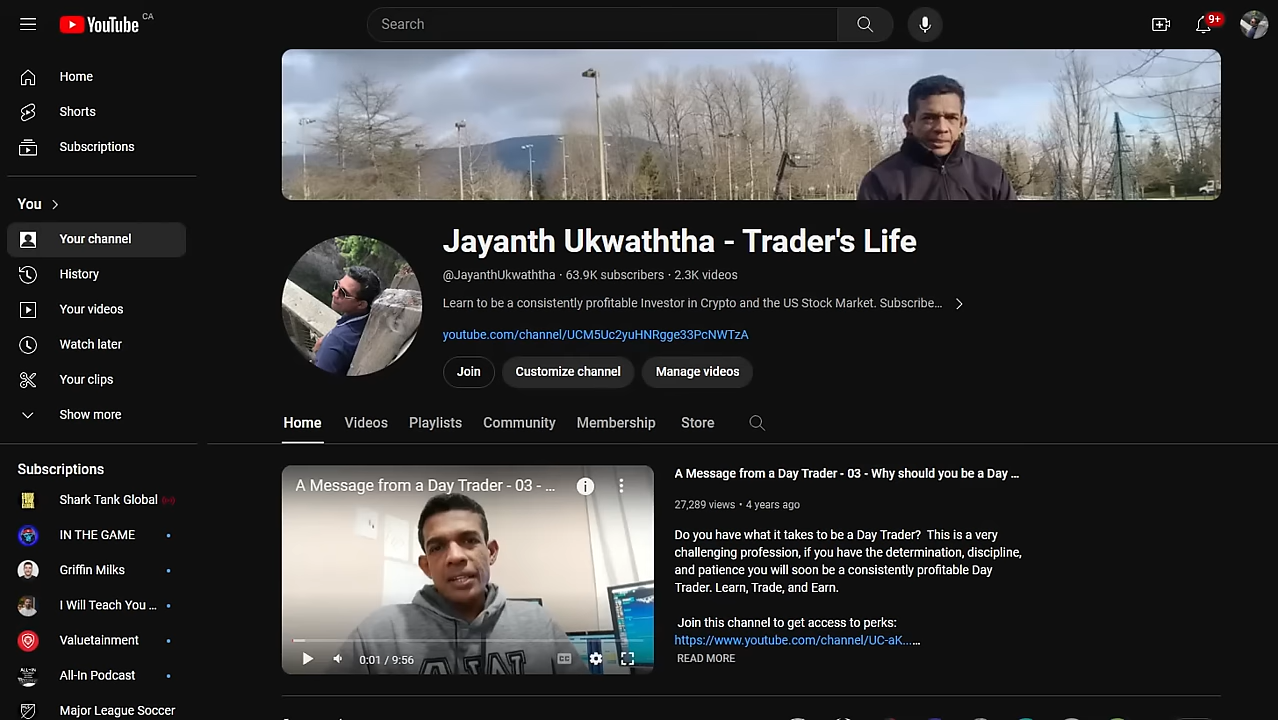 YouTube CA
Search
9+
Home
Shorts
Subscriptions
You
Your channel
History
Your videos
Watch later
Your clips
Show more
Subscriptions
Shark Tank Global
IN THE GAME
Griffin Milks
I Will Teach You ...
Valuetainment
All-In Podcast
Major League Soccer
Jayanth Ukwaththa - Trader's Life
@JayanthUkwaththa · 63.9K subscribers · 2.3K videos
Learn to be a consistently profitable Investor in Crypto and the US Stock Market. Subscribe...
youtube.com/channel/UCM5Uc2yuHNRgge33PcNWTzA
Join
Customize channel
Manage videos
Home
Videos
Playlists
Community
Membership
Store
A Message from a Day Trader - 03 - ...
0:01 / 9:56
CC
A Message from a Day Trader - 03 - Why should you be a Day ...
27,289 views • 4 years ago
Do you have what it takes to be a Day Trader?  This is a very
challenging profession, if you have the determination, discipline,
and patience you will soon be a consistently profitable Day
Trader. Learn, Trade, and Earn.
Join this channel to get access to perks:
https://www.youtube.com/channel/UC-aK......
READ MORE